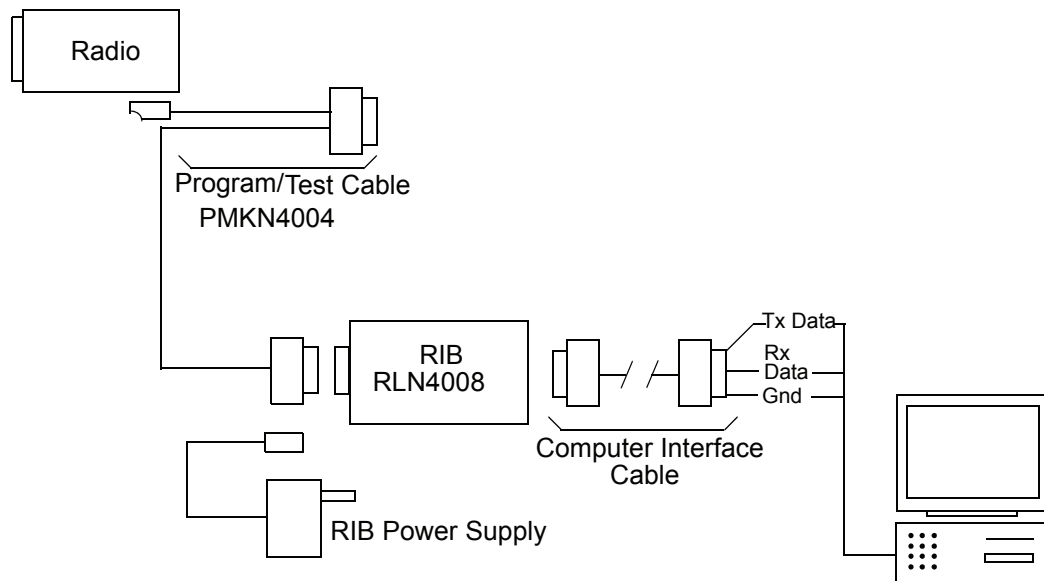 Radio
Program/Test Cable
PMKN4004
RIB
RLN4008
Tx Data
Rx
Data
Gnd
Computer Interface
Cable
RIB Power Supply